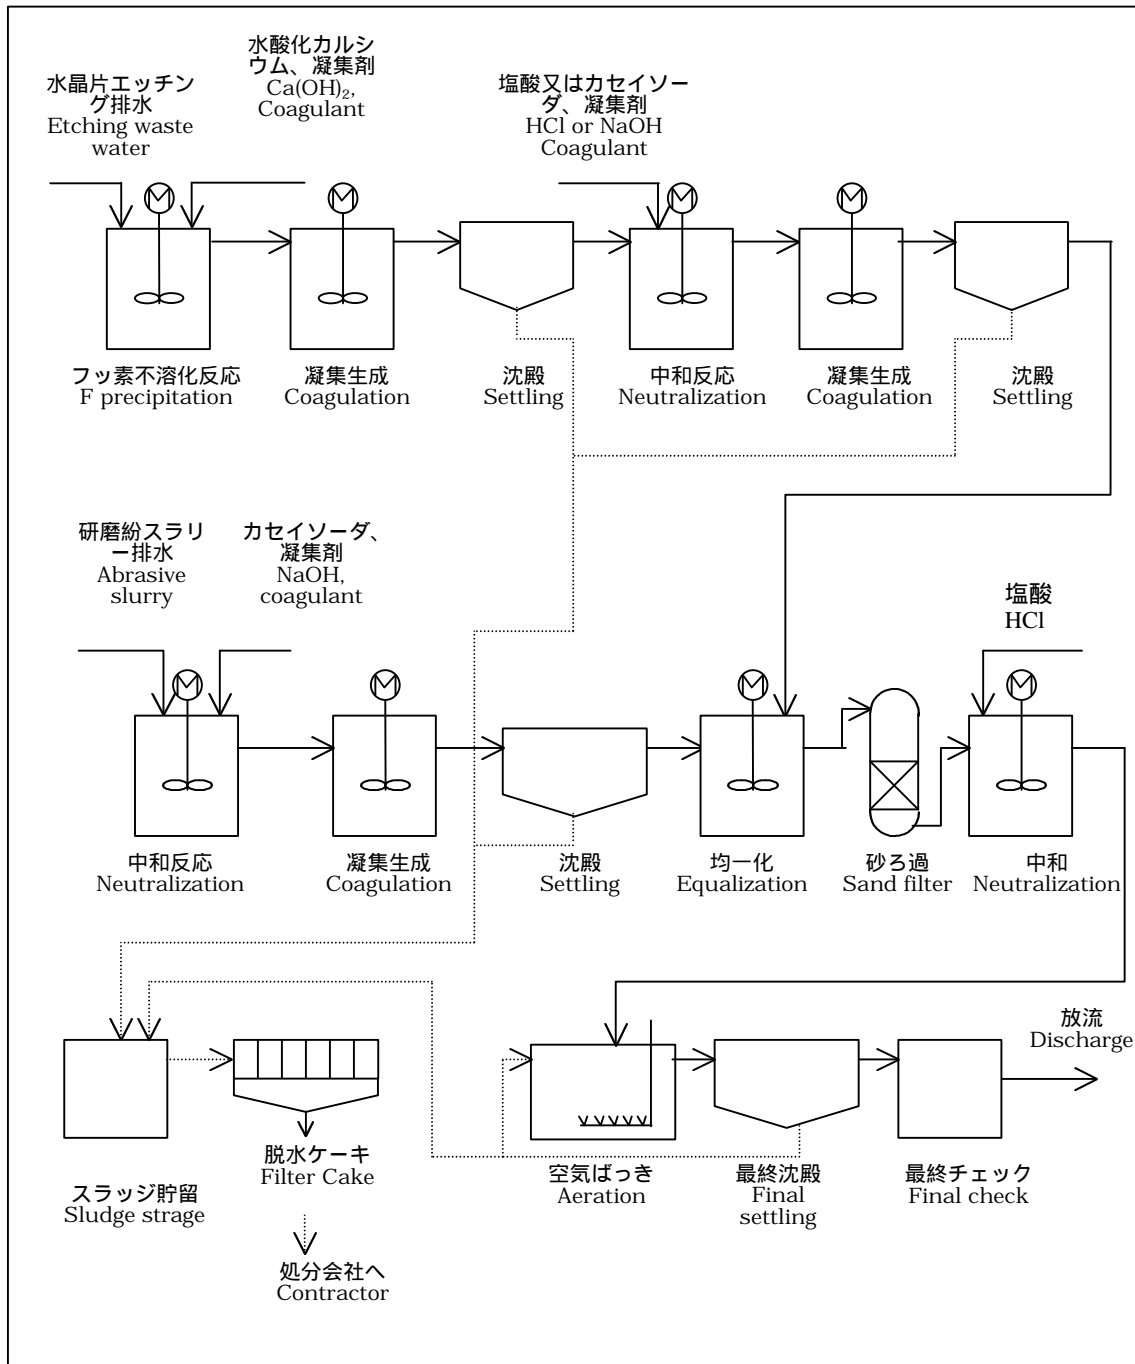 水晶片エッチン
グ排水
Etching waste
water
水酸化カルシ
ウム、凝集剤
Ca(OH)₂,
Coagulant
塩酸又はカセイソー
ダ、凝集剤
HCl or NaOH
Coagulant
M
M
M
M
フッ素不溶化反応
F precipitation
凝集生成
Coagulation
沈殿
Settling
中和反応
Neutralization
凝集生成
Coagulation
沈殿
Settling
研磨紛スラリ
ー排水
Abrasive
slurry
カセイソーダ、
凝集剤
NaOH,
coagulant
塩酸
HCl
M
M
M
M
中和反応
Neutralization
凝集生成
Coagulation
沈殿
Settling
均一化
Equalization
砂ろ過
Sand filter
中和
Neutralization
放流
Discharge
スラッジ貯留
Sludge strage
脱水ケーキ
Filter Cake
処分会社へ
Contractor
空気ばっき
Aeration
最終沈殿
Final
settling
最終チェック
Final check